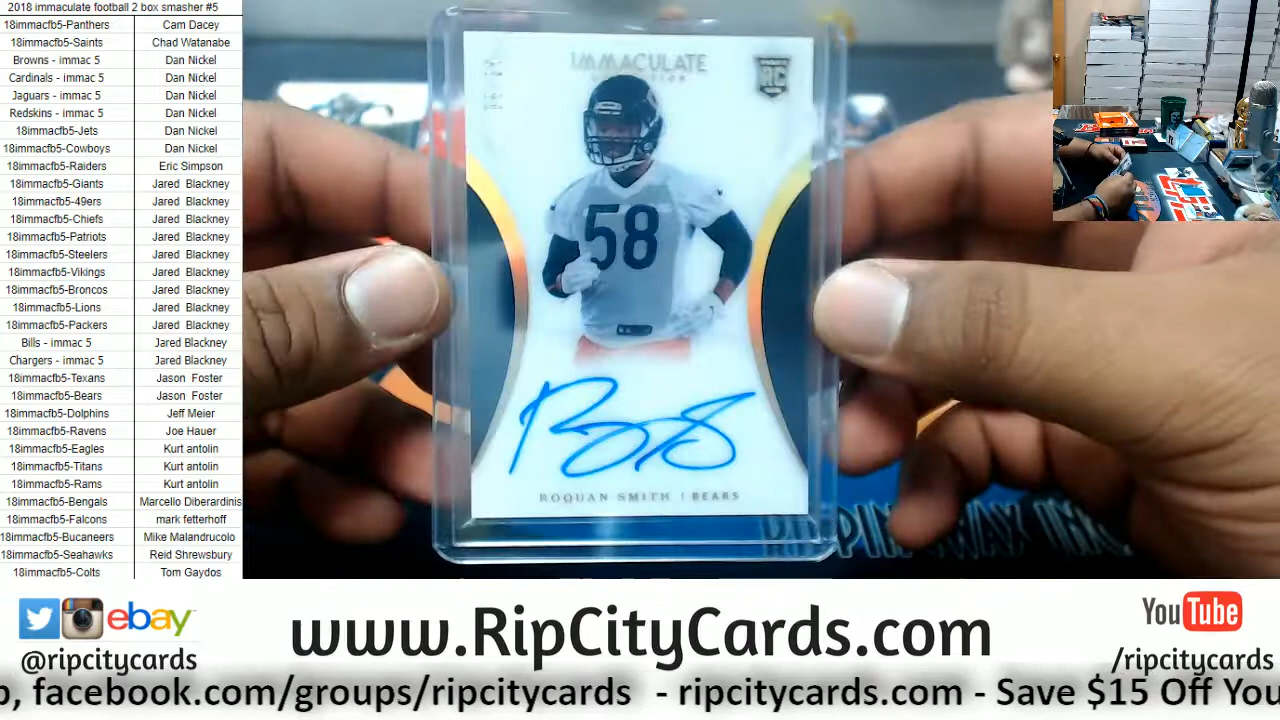 2018 immaculate football 2 box smasher #5
18immacfb5-Panthers Cam Dacey
18immacfb5-Saints Chad Watanabe
Browns - immac 5 Dan Nickel
Cardinals - immac 5 Dan Nickel
Jaguars - immac 5 Dan Nickel
Redskins - immac 5 Dan Nickel
18immacfb5-Jets Dan Nickel
18immacfb5-Cowboys Dan Nickel
18immacfb5-Raiders Eric Simpson
18immacfb5-Giants Jared Blackney
18immacfb5-49ers Jared Blackney
18immacfb5-Chiefs Jared Blackney
18immacfb5-Patriots Jared Blackney
18immacfb5-Steelers Jared Blackney
18immacfb5-Vikings Jared Blackney
18immacfb5-Broncos Jared Blackney
18immacfb5-Lions Jared Blackney
18immacfb5-Packers Jared Blackney
Bills - immac 5 Jared Blackney
Chargers - immac 5 Jared Blackney
18immacfb5-Texans Jason Foster
18immacfb5-Bears Jason Foster
18immacfb5-Dolphins Jeff Meier
18immacfb5-Ravens Joe Hauer
18immacfb5-Eagles Kurt antolin
18immacfb5-Titans Kurt antolin
18immacfb5-Rams Kurt antolin
18immacfb5-Bengals Marcello Diberardinis
18immacfb5-Falcons mark fetterhoff
18immacfb5-Bucaneers Mike Malandrucolo
18immacfb5-Seahawks Reid Shrewsbury
18immacfb5-Colts Tom Gaydos
IMMACULATE
RC
58
ROQUAN SMITH | BEARS
ebay
@ripcitycards
www.RipCityCards.com
YouTube
/ripcitycards
p, facebook.com/groups/ripcitycards - ripcitycards.com - Save $15 Off You